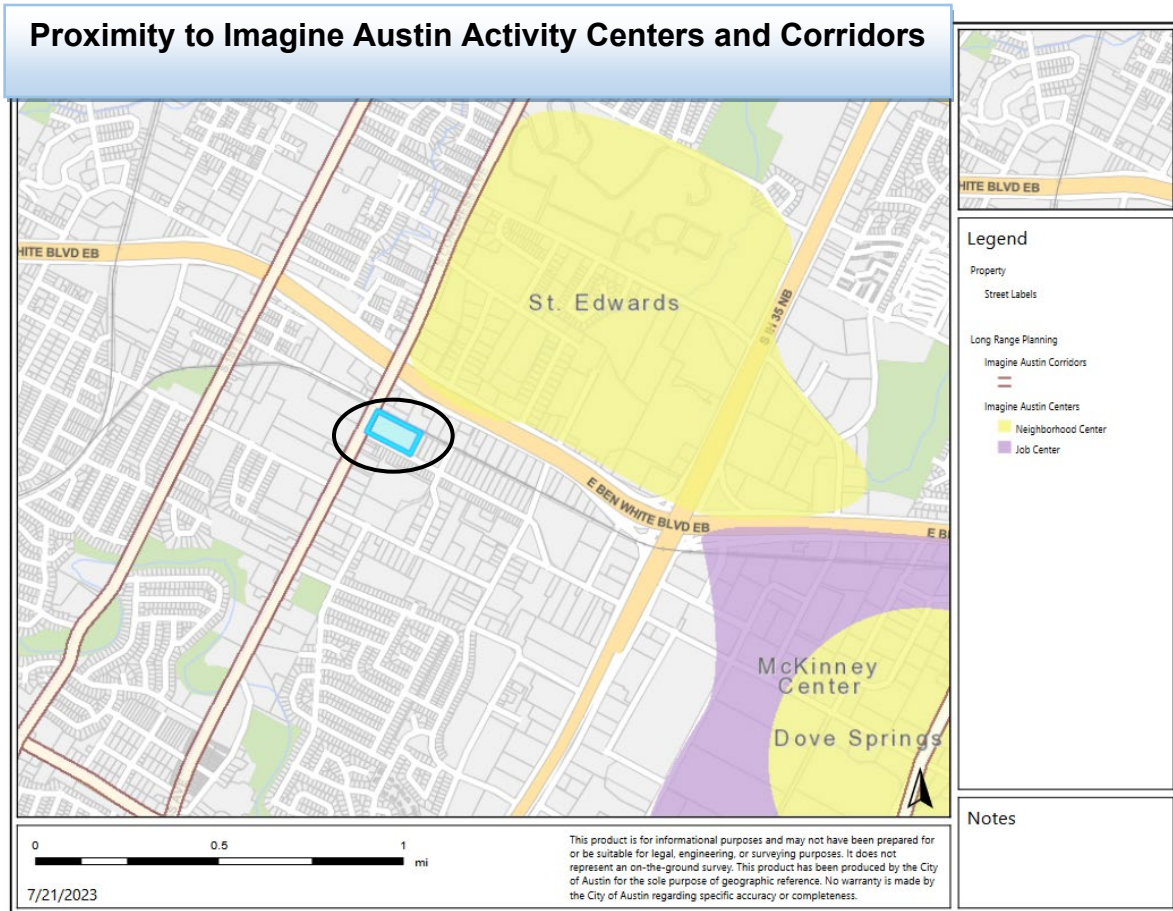 Proximity to Imagine Austin Activity Centers and Corridors
HITE BLVD EB
HITE BLVD EB
St. Edwards
S IH 35 NB
E BEN WHITE BLVD EB
E B
McKinney
Center
Dove Springs
Legend
Property
Street Labels
Long Range Planning
Imagine Austin Corridors
Imagine Austin Centers
Neighborhood Center
Job Center
Notes
0 0.5 1
mi
7/21/2023
This product is for informational purposes and may not have been prepared for
or be suitable for legal, engineering, or surveying purposes. It does not
represent an on-the-ground survey. This product has been produced by the City
of Austin for the sole purpose of geographic reference. No warranty is made by
the City of Austin regarding specific accuracy or completeness.